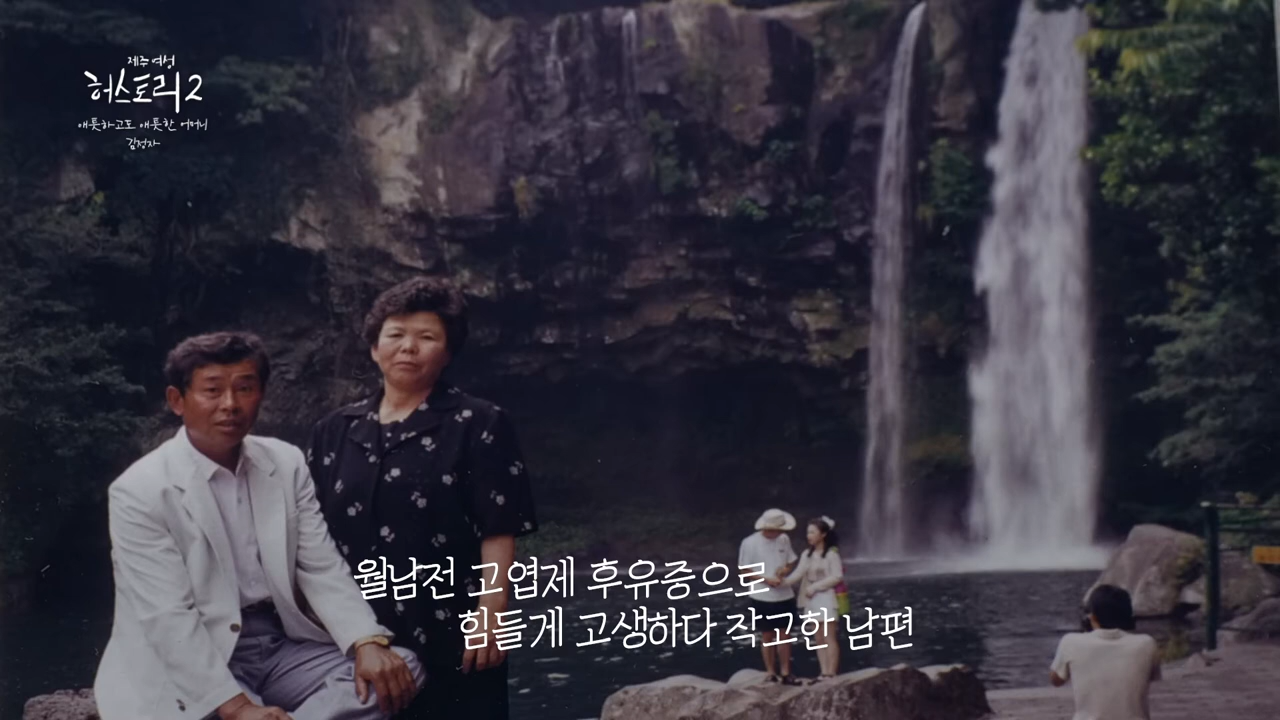 제주 여성
허스토리2
애틋하고도 애틋한 어머니
김정자
월남전 고엽제 후유증으로
힘들게 고생하다 작고한 남편